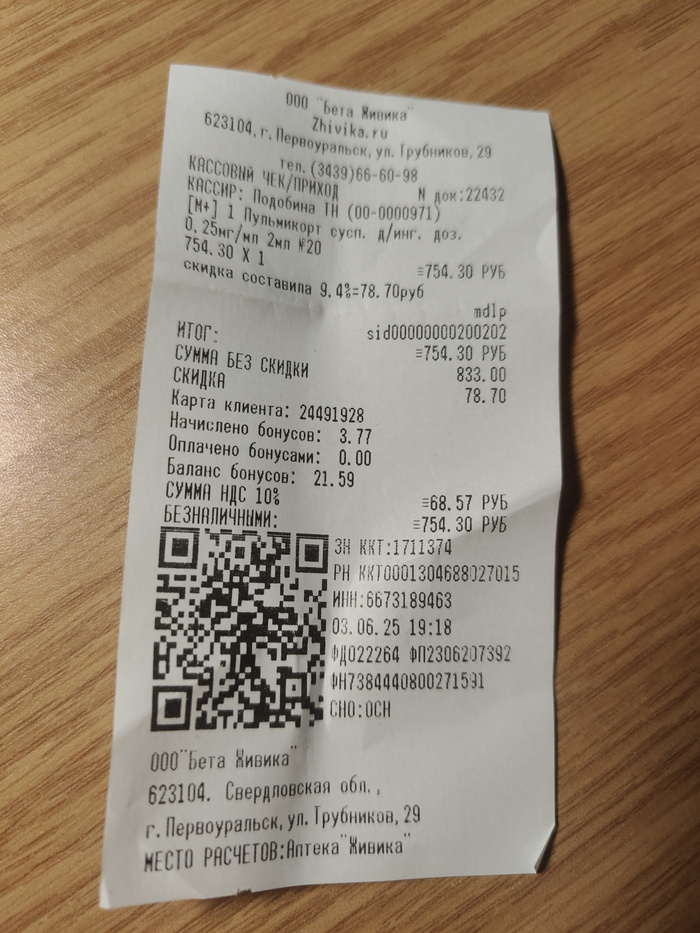 ООО "Бета Живика"
Zhivika.ru
623104, г. Первоуральск, ул. Трубников, 29
тел. (3439)66-60-98
КАССОВЫЙ ЧЕК/ПРИХОД N док:22432
КАССИР: Подобина ТН (00-0000971)
[М+] 1 Пульмикорт сусп. д/инг. доз.
0,25мг/мл 2мл №20
754.30 X 1 ≡754.30 РУБ
скидка составила 9.4%=78.70руб
mdlp
sid00000000200202
ИТОГ: ≡754.30 РУБ
СУММА БЕЗ СКИДКИ 833.00
СКИДКА 78.70
Карта клиента: 24491928
Начислено бонусов: 3.77
Оплачено бонусами: 0.00
Баланс бонусов: 21.59
СУММА НДС 10% ≡68.57 РУБ
БЕЗНАЛИЧНЫМИ: ≡754.30 РУБ
ЗН ККТ:1711374
РН ККТ0001304688027015
ИНН:6673189463
03.06.25 19:18
ФД022264 ФП2306207392
ФН7384440800271591
СНО:ОСН
ООО"Бета Живика"
623104. Свердловская обл.,
г. Первоуральск, ул. Трубников, 29
МЕСТО РАСЧЕТОВ:Аптека"Живика"